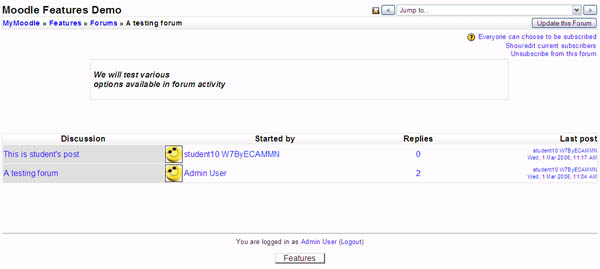 Moodle Features Demo
< Jump to... >
MyMoodle » Features » Forums » A testing forum
Update this Forum
Everyone can choose to be subscribed
Show/edit current subscribers
Unsubscribe from this forum
We will test various
options available in forum activity
Discussion Started by Replies Last post
This is student's post student10 W7ByECAMMN 0 student10 W7ByECAMMN
Wed, 1 Mar 2006, 11:17 AM
A testing forum Admin User 2 student10 W7ByECAMMN
Wed, 1 Mar 2006, 11:04 AM
You are logged in as Admin User (Logout)
Features